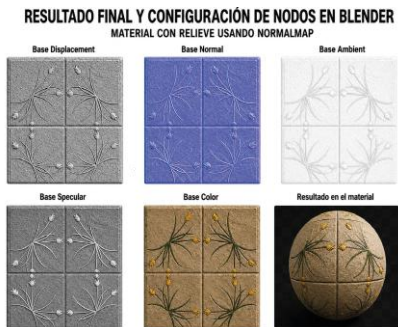 RESULTADO FINAL Y CONFIGURACIÓN DE NODOS EN BLENDER
MATERIAL CON RELIEVE USANDO NORMALMAP
Base Displacement
Base Normal
Base Ambient
Base Specular
Base Color
Resultado en el material